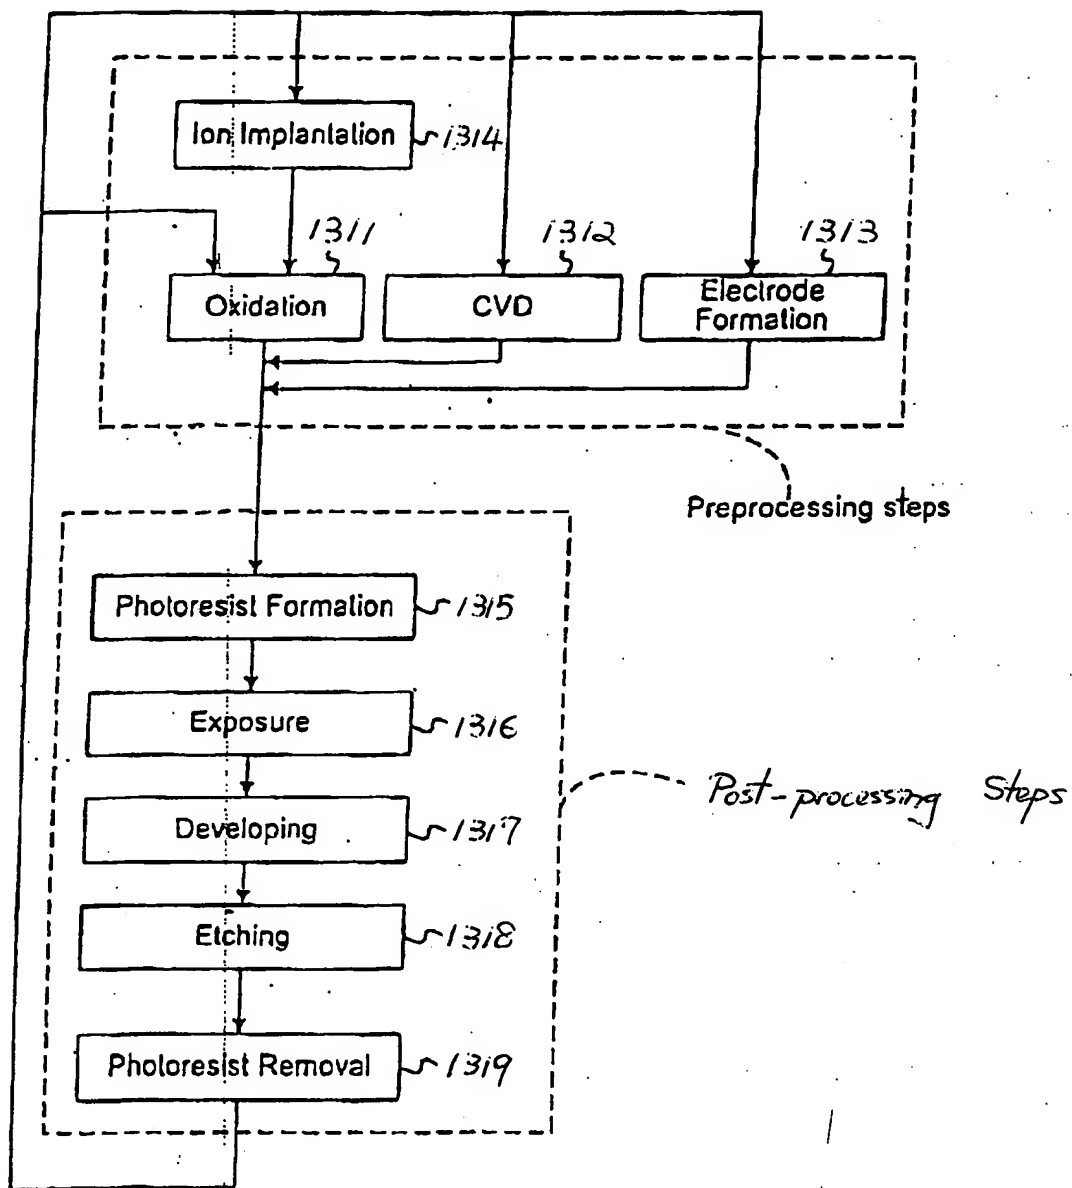 Ion Implantation
1314
1311
1312
1313
Oxidation
CVD
Electrode
Formation
Preprocessing steps
Photoresist Formation
1315
Exposure
1316
Developing
1317
Post-processing Steps
Etching
1318
Photoresist Removal
1319